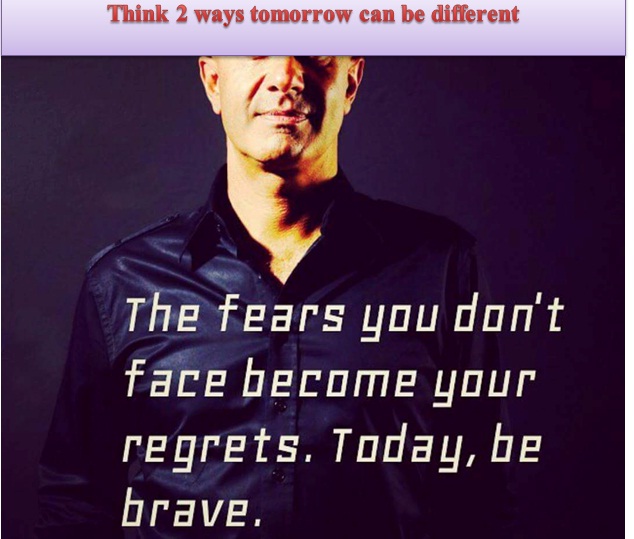 Think 2 ways tomorrow can be different
The fears you don't
face become your
regrets. Today, be
brave.